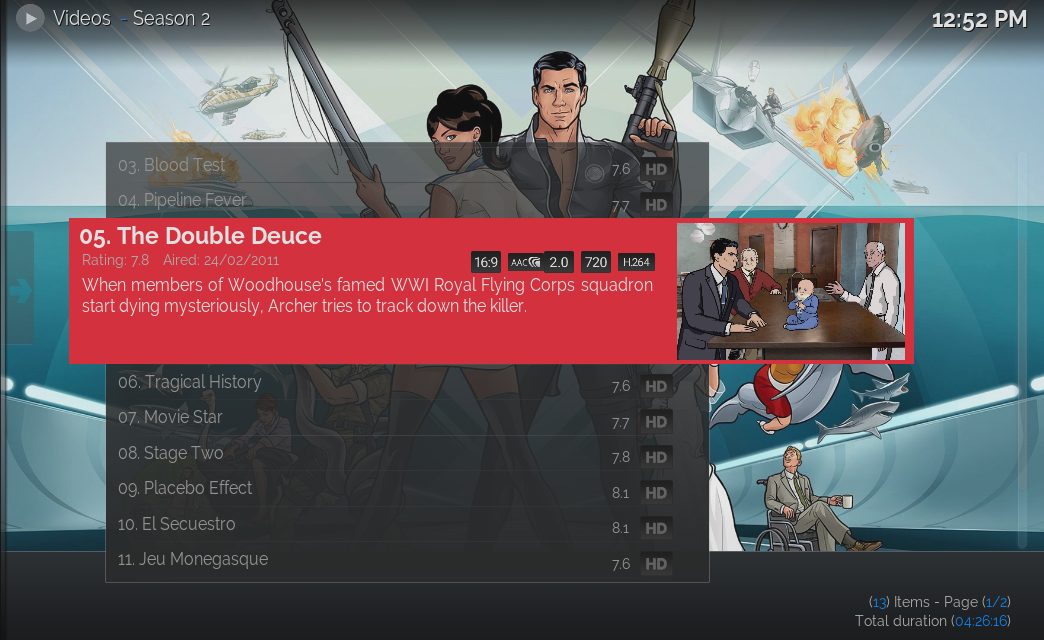 Videos - Season 2
12:52 PM
03. Blood Test 7.6 HD
04. Pipeline Fever 7.7 HD
05. The Double Deuce
Rating: 7.8 Aired: 24/02/2011
16:9 AAC 2.0 720 H.264
When members of Woodhouse's famed WWI Royal Flying Corps squadron
start dying mysteriously, Archer tries to track down the killer.
06. Tragical History 7.6 HD
07. Movie Star 7.7 HD
08. Stage Two 7.8 HD
09. Placebo Effect 8.1 HD
10. El Secuestro 8.1 HD
11. Jeu Monegasque 7.6 HD
(13) Items - Page (1/2)
Total duration (04:26:16)